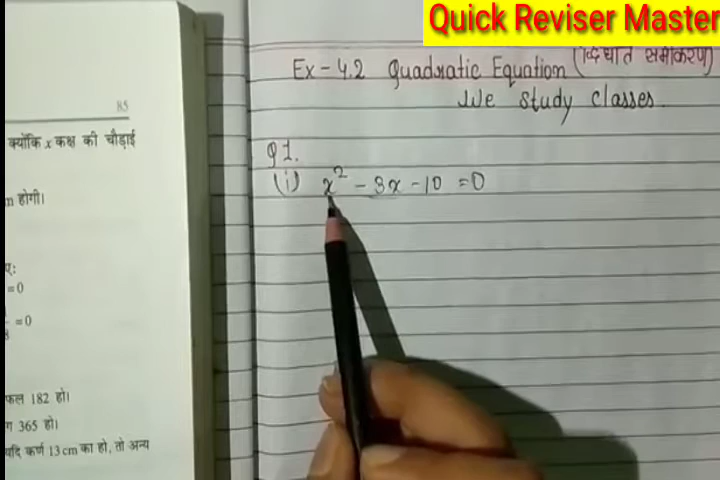 Quick Reviser Master
Ex - 4.2 Quadratic Equation (द्विघात समीकरण)
We study classes.
Q1.
(i) x² - 3x - 10 = 0
85
क्योंकि x कक्ष की चौड़ाई
होगी।
= 0
= 0
182 हो।
365 हो।
यदि कर्ण 13 cm का हो, तो अन्य